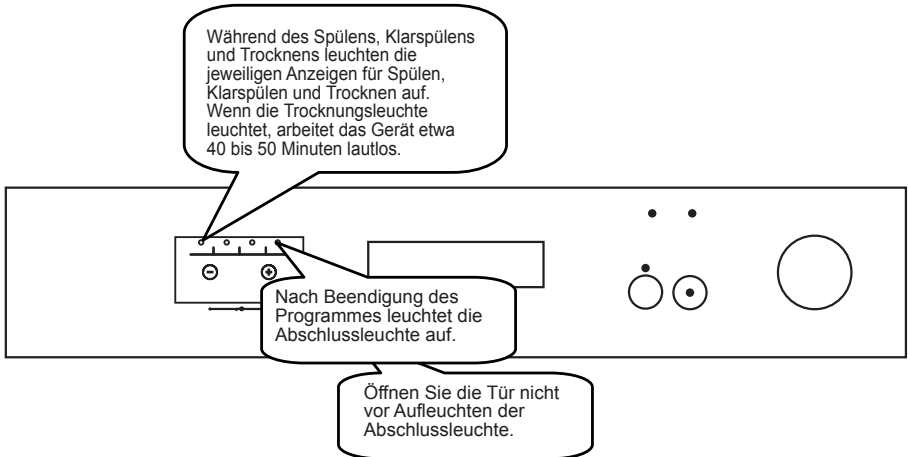 Während des Spülens, Klarspülens
und Trocknens leuchten die
jeweiligen Anzeigen für Spülen,
Klarspülen und Trocknen auf.
Wenn die Trocknungsleuchte
leuchtet, arbeitet das Gerät etwa
40 bis 50 Minuten lautlos.
Nach Beendigung des
Programmes leuchtet die
Abschlussleuchte auf.
Öffnen Sie die Tür nicht
vor Aufleuchten der
Abschlussleuchte.